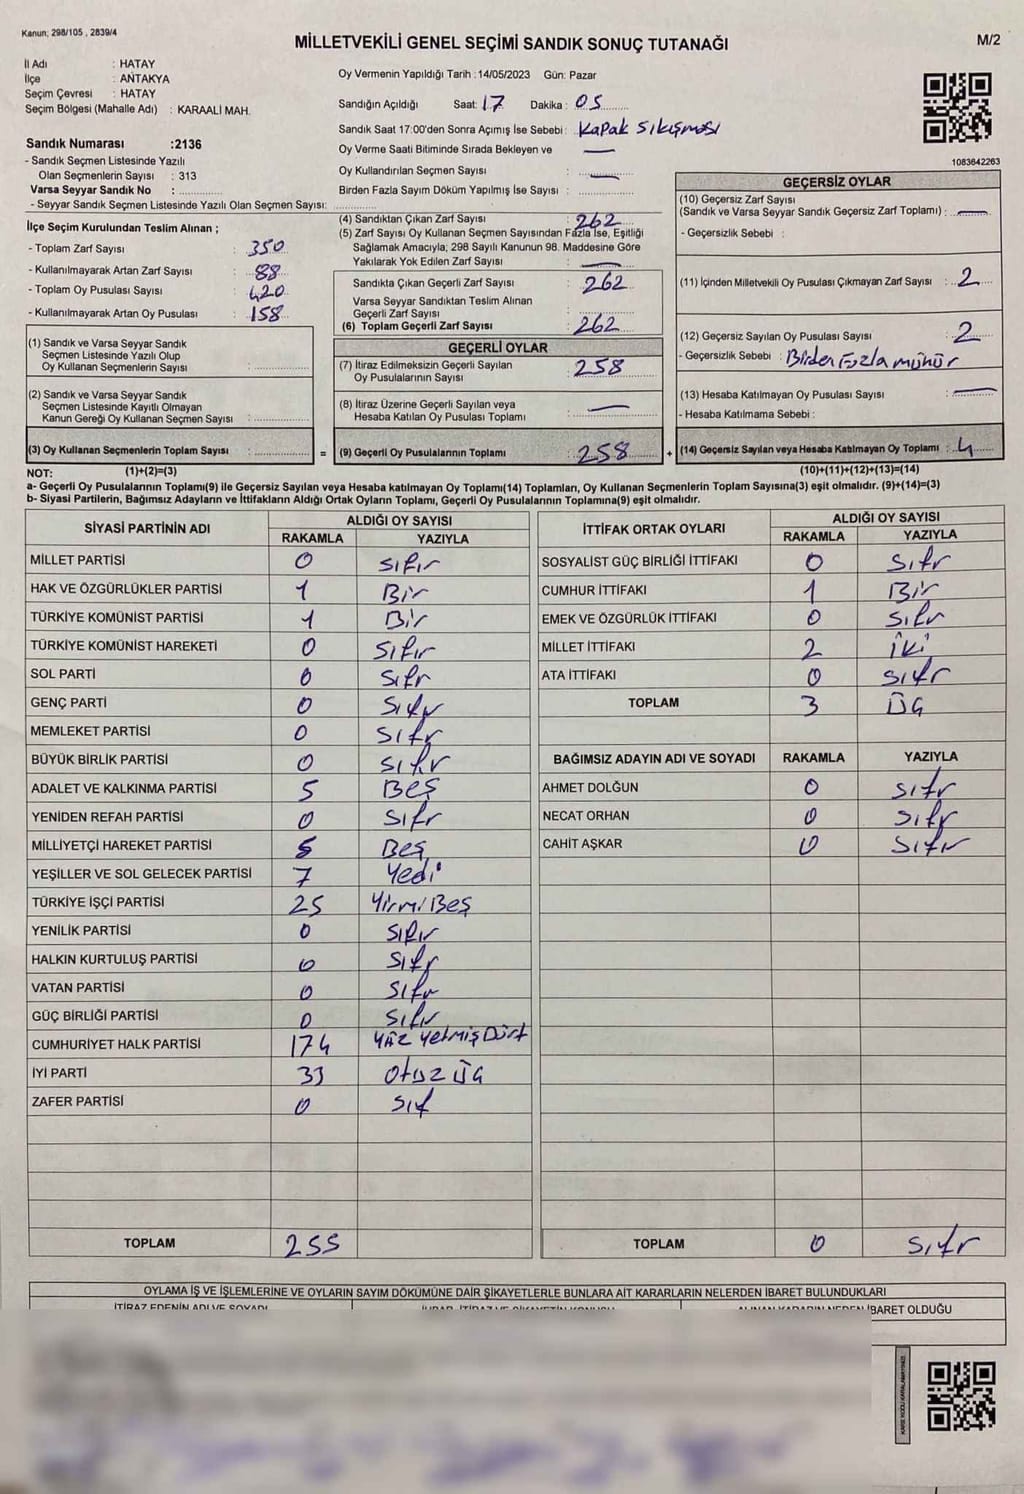 Kanun; 298/105 , 2839/4
MİLLETVEKİLİ GENEL SEÇİMİ SANDIK SONUÇ TUTANAĞI
M/2
İl Adı : HATAY
İlçe : ANTAKYA
Seçim Çevresi : HATAY
Seçim Bölgesi (Mahalle Adı) : KARAALİ MAH.
Sandık Numarası :2136
- Sandık Seçmen Listesinde Yazılı
Olan Seçmenlerin Sayısı : 313
Varsa Seyyar Sandık No :
- Seyyar Sandık Seçmen Listesinde Yazılı Olan Seçmen Sayısı:
Oy Vermenin Yapıldığı Tarih :14/05/2023 Gün: Pazar
Sandığın Açıldığı Saat: 17 Dakika : 05
Sandık Saat 17:00'den Sonra Açımış İse Sebebi: Kapak Sıkışması
Oy Verme Saati Bitiminde Sırada Bekleyen ve
Oy Kullandırılan Seçmen Sayısı : —
Birden Fazla Sayım Döküm Yapılmış İse Sayısı :
1083642263
İlçe Seçim Kurulundan Teslim Alınan ;
- Toplam Zarf Sayısı : 350
- Kullanılmayarak Artan Zarf Sayısı : 88
- Toplam Oy Pusulası Sayısı : 420
- Kullanılmayarak Artan Oy Pusulası : 158
(1) Sandık ve Varsa Seyyar Sandık
Seçmen Listesinde Yazılı Olup
Oy Kullanan Seçmenlerin Sayısı :
(2) Sandık ve Varsa Seyyar Sandık
Seçmen Listesinde Kayıtlı Olmayan
Kanun Gereği Oy Kullanan Seçmen Sayısı :
(3) Oy Kullanan Seçmenlerin Toplam Sayısı :
(4) Sandıktan Çıkan Zarf Sayısı : 262
(5) Zarf Sayısı Oy Kullanan Seçmen Sayısından Fazla İse, Eşitliği
Sağlamak Amacıyla; 298 Sayılı Kanunun 98. Maddesine Göre
Yakılarak Yok Edilen Zarf Sayısı : —
Sandıkta Çıkan Geçerli Zarf Sayısı : 262
Varsa Seyyar Sandıktan Teslim Alınan
Geçerli Zarf Sayısı :
(6) Toplam Geçerli Zarf Sayısı : 262
GEÇERLİ OYLAR
(7) İtiraz Edilmeksizin Geçerli Sayılan
Oy Pusulalarının Sayısı : 258
(8) İtiraz Üzerine Geçerli Sayılan veya
Hesaba Katılan Oy Pusulası Toplamı : —
= (9) Geçerli Oy Pusulalarının Toplamı : 258
GEÇERSİZ OYLAR
(10) Geçersiz Zarf Sayısı
(Sandık ve Varsa Seyyar Sandık Geçersiz Zarf Toplamı) : —
- Geçersizlik Sebebi :
(11) İçinden Milletvekili Oy Pusulası Çıkmayan Zarf Sayısı : 2
(12) Geçersiz Sayılan Oy Pusulası Sayısı : 2
- Geçersizlik Sebebi : Birden Fazla mühür
(13) Hesaba Katılmayan Oy Pusulası Sayısı : —
- Hesaba Katılmama Sebebi :
+ (14) Geçersiz Sayılan veya Hesaba Katılmayan Oy Toplamı : 4
NOT: (1)+(2)=(3) (10)+(11)+(12)+(13)=(14)
a- Geçerli Oy Pusulalarının Toplamı(9) ile Geçersiz Sayılan veya Hesaba katılmayan Oy Toplamı(14) Toplamları, Oy Kullanan Seçmenlerin Toplam Sayısına(3) eşit olmalıdır. (9)+(14)=(3)
b- Siyasi Partilerin, Bağımsız Adayların ve İttifakların Aldığı Ortak Oyların Toplamı, Geçerli Oy Pusulalarının Toplamına(9) eşit olmalıdır.
SİYASİ PARTİNİN ADI ALDIĞI OY SAYISI
RAKAMLA YAZIYLA
MİLLET PARTİSİ 0 Sıfır
HAK VE ÖZGÜRLÜKLER PARTİSİ 1 Bir
TÜRKİYE KOMÜNİST PARTİSİ 1 Bir
TÜRKİYE KOMÜNİST HAREKETİ 0 Sıfır
SOL PARTİ 0 Sıfr
GENÇ PARTİ 0 Sıfr
MEMLEKET PARTİSİ 0 Sıfr
BÜYÜK BİRLİK PARTİSİ 0 Sıfr
ADALET VE KALKINMA PARTİSİ 5 Beş
YENİDEN REFAH PARTİSİ 0 Sıfr
MİLLİYETÇİ HAREKET PARTİSİ 5 Beş
YEŞİLLER VE SOL GELECEK PARTİSİ 7 Yedi
TÜRKİYE İŞÇİ PARTİSİ 25 Yirmi Beş
YENİLİK PARTİSİ 0 Sıfır
HALKIN KURTULUŞ PARTİSİ 0 Sıfr
VATAN PARTİSİ 0 Sıfr
GÜÇ BİRLİĞİ PARTİSİ 0 Sıfr
CUMHURİYET HALK PARTİSİ 174 Yüz Yetmiş Dört
İYİ PARTİ 33 Otuz Üç
ZAFER PARTİSİ 0 Sıf
TOPLAM 255
İTTİFAK ORTAK OYLARI ALDIĞI OY SAYISI
RAKAMLA YAZIYLA
SOSYALİST GÜÇ BİRLİĞİ İTTİFAKI 0 Sıfr
CUMHUR İTTİFAKI 1 Bir
EMEK VE ÖZGÜRLÜK İTTİFAKI 0 Sıfr
MİLLET İTTİFAKI 2 İki
ATA İTTİFAKI 0 Sıfr
TOPLAM 3 Üç
BAĞIMSIZ ADAYIN ADI VE SOYADI RAKAMLA YAZIYLA
AHMET DOLĞUN 0 Sıfr
NECAT ORHAN 0 Sıfr
CAHİT AŞKAR 0 Sıfr
TOPLAM 0 Sıfr
OYLAMA İŞ VE İŞLEMLERİNE VE OYLARIN SAYIM DÖKÜMÜNE DAİR ŞİKAYETLERLE BUNLARA AİT KARARLARIN NELERDEN İBARET BULUNDUKLARI
İTİRAZ EDENİN ADI VE SOYADI
İBARET OLDUĞU